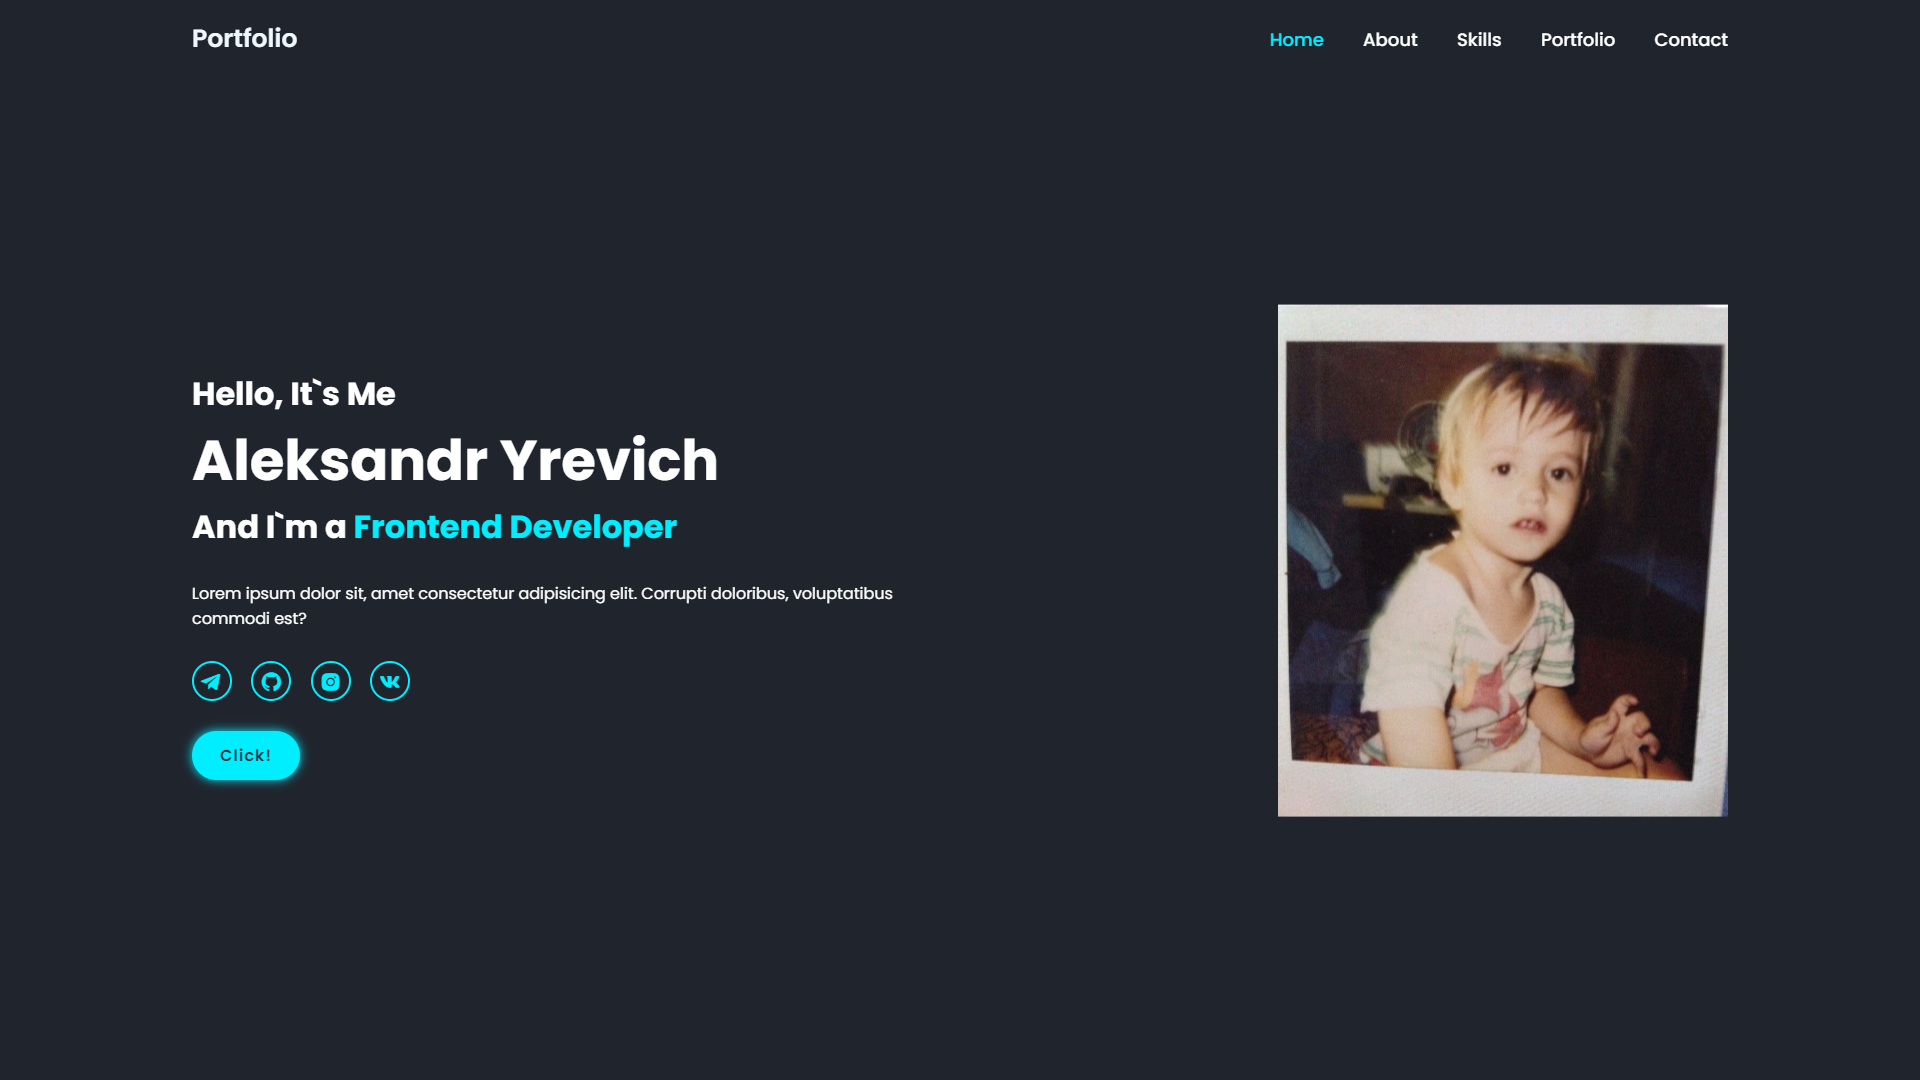 Portfolio
Home About Skills Portfolio Contact
Hello, It`s Me
Aleksandr Yrevich
And I`m a Frontend Developer
Lorem ipsum dolor sit, amet consectetur adipisicing elit. Corrupti doloribus, voluptatibus
commodi est?
Click!